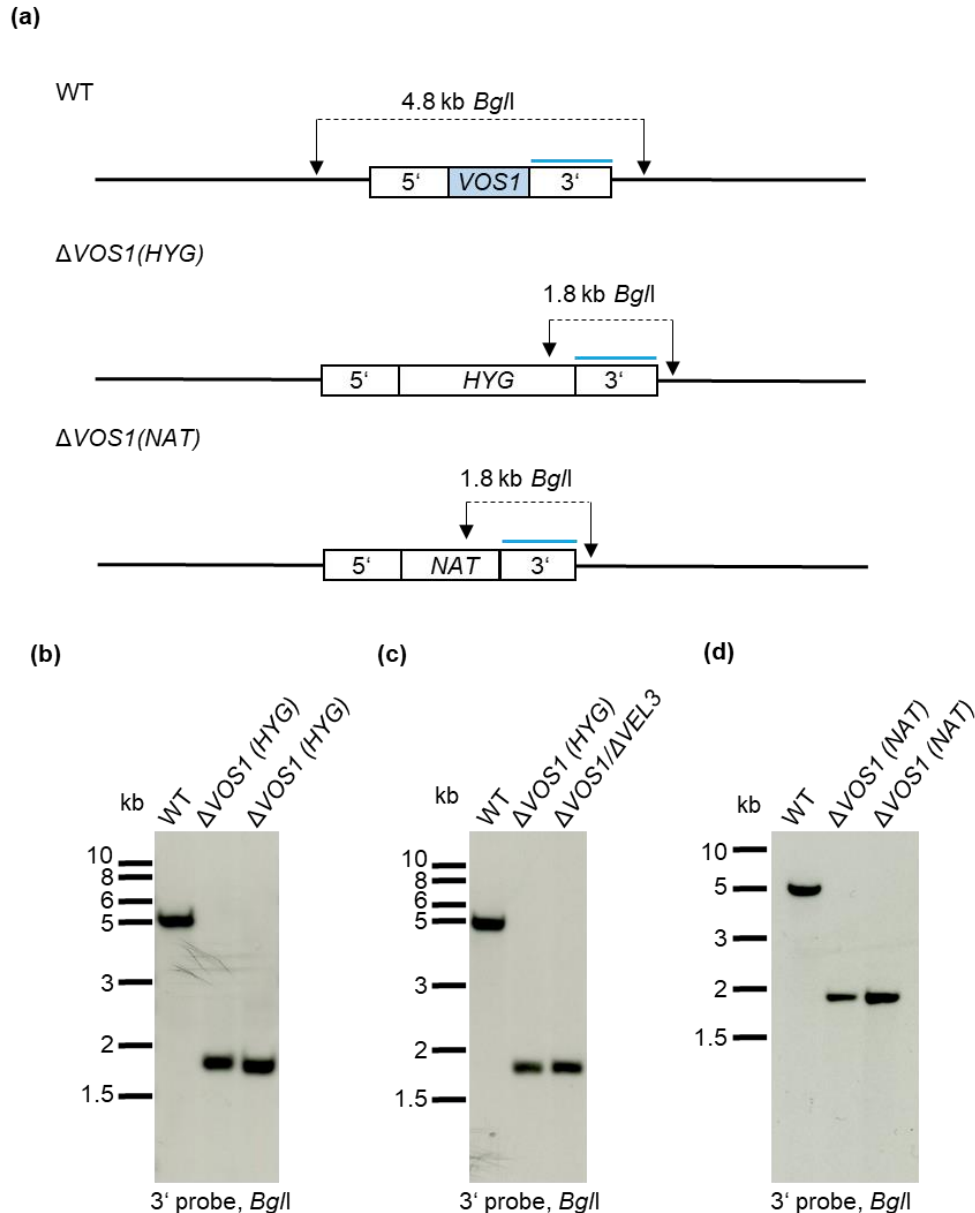 (a)
WT
4.8 kb BglI
5‘ VOS1 3‘
ΔVOS1(HYG)
1.8 kb BglI
5‘ HYG 3‘
ΔVOS1(NAT)
1.8 kb BglI
5‘ NAT 3‘
(b)
kb
WT
ΔVOS1 (HYG)
ΔVOS1 (HYG)
10
8
6
5
3
2
1.5
3‘ probe, BglI
(c)
kb
WT
ΔVOS1 (HYG)
ΔVOS1/ΔVEL3
10
8
6
5
3
2
1.5
3‘ probe, BglI
(d)
kb
WT
ΔVOS1 (NAT)
ΔVOS1 (NAT)
10
5
3
2
1.5
3‘ probe, BglI